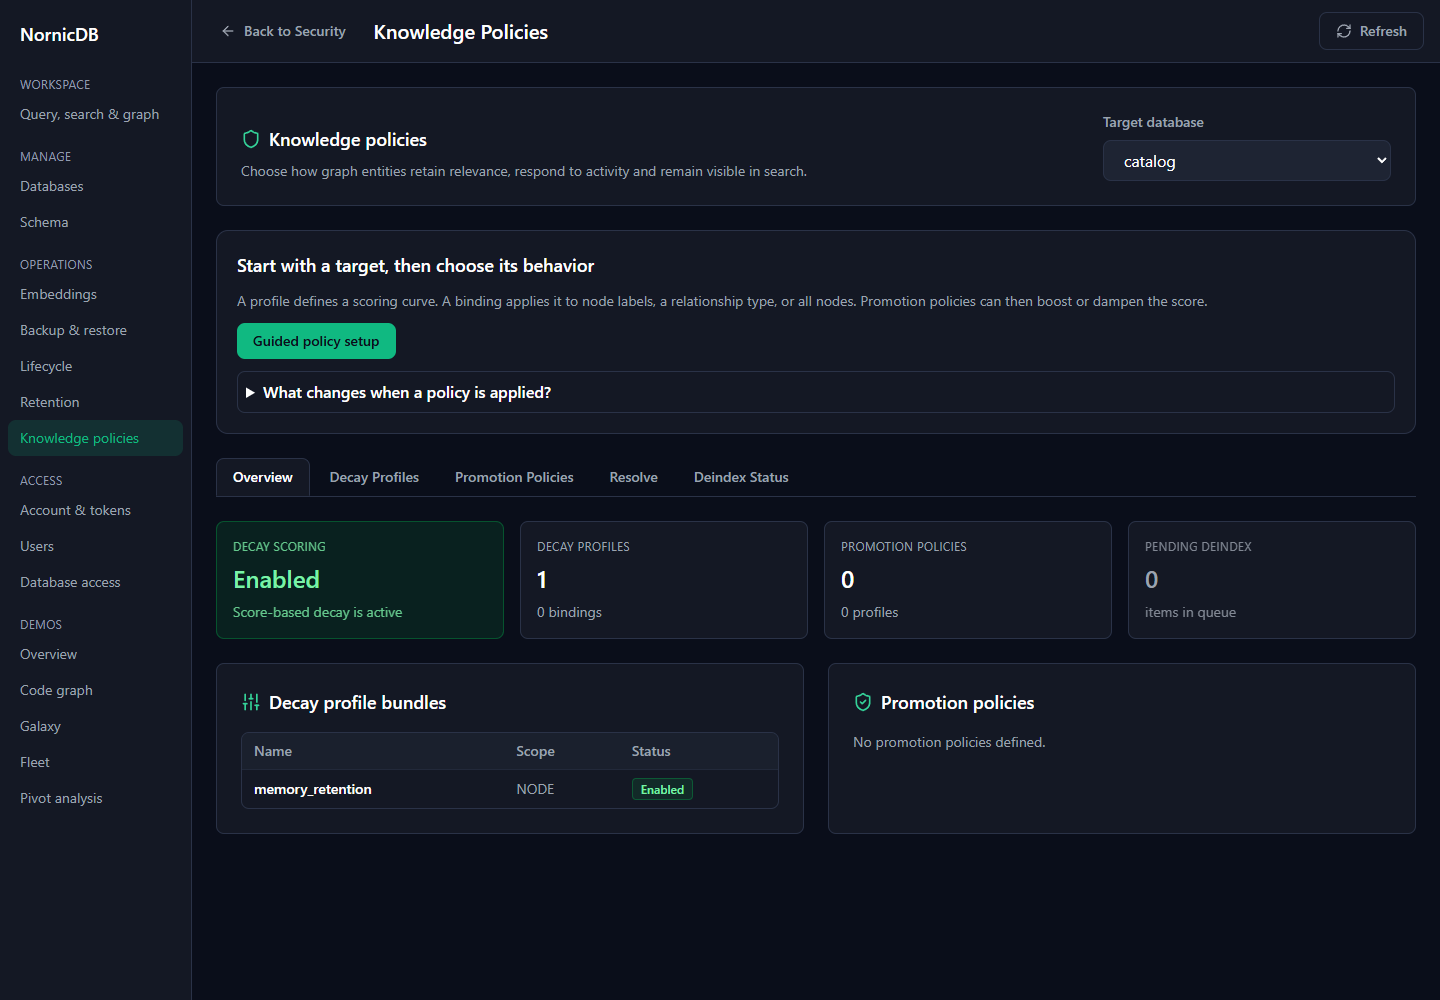 NornicDB
WORKSPACE
Query, search & graph
MANAGE
Databases
Schema
OPERATIONS
Embeddings
Backup & restore
Lifecycle
Retention
Knowledge policies
ACCESS
Account & tokens
Users
Database access
DEMOS
Overview
Code graph
Galaxy
Fleet
Pivot analysis
Back to Security
Knowledge Policies
Refresh
Knowledge policies
Choose how graph entities retain relevance, respond to activity and remain visible in search.
Target database
catalog
Start with a target, then choose its behavior
A profile defines a scoring curve. A binding applies it to node labels, a relationship type, or all nodes. Promotion policies can then boost or dampen the score.
Guided policy setup
What changes when a policy is applied?
Overview
Decay Profiles
Promotion Policies
Resolve
Deindex Status
DECAY SCORING
Enabled
Score-based decay is active
DECAY PROFILES
1
0 bindings
PROMOTION POLICIES
0
0 profiles
PENDING DEINDEX
0
items in queue
Decay profile bundles
Name Scope Status
memory_retention NODE Enabled
Promotion policies
No promotion policies defined.